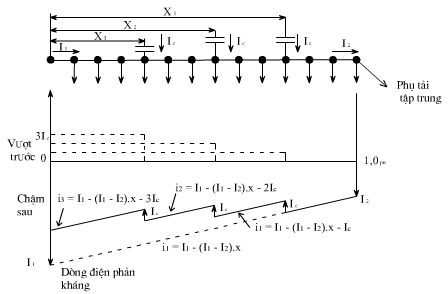 X₁
X₂
X₃
I₁
I꜀
I꜀
I꜀
I₂
Phụ tải
tập trung
3I꜀
Vượt
trước
0
1,0pu
Chậm
sau
i₃ = I₁ - (I₁ - I₂).x - 3I꜀
i₂ = I₁ - (I₁ - I₂).x - 2I꜀
I₂
I꜀
I꜀
I꜀
i₁ = I₁ - (I₁ - I₂).x - I꜀
i₁ = I₁ - (I₁ - I₂).x
I₁
Dòng điện phản
kháng